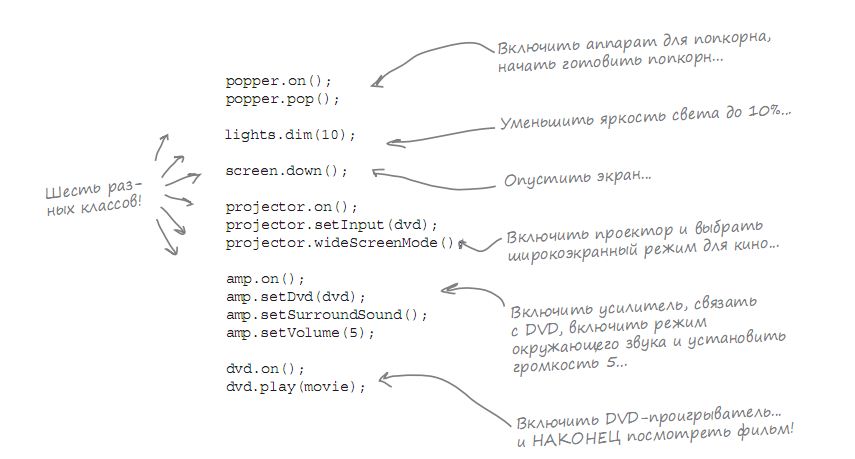 Включить аппарат для попкорна,
начать готовить попкорн...
popper.on();
popper.pop();
Уменьшить яркость света до 10%...
lights.dim(10);
Шесть раз-
ных классов!
screen.down();
Опустить экран...
projector.on();
projector.setInput(dvd);
projector.wideScreenMode()
Включить проектор и выбрать
широкоэкранный режим для кино...
amp.on();
amp.setDvd(dvd);
amp.setSurroundSound();
amp.setVolume(5);
Включить усилитель, связать
с DVD, включить режим
окружающего звука и установить
громкость 5...
dvd.on();
dvd.play(movie);
Включить DVD-проигрыватель...
и НАКОНЕЦ посмотреть фильм!